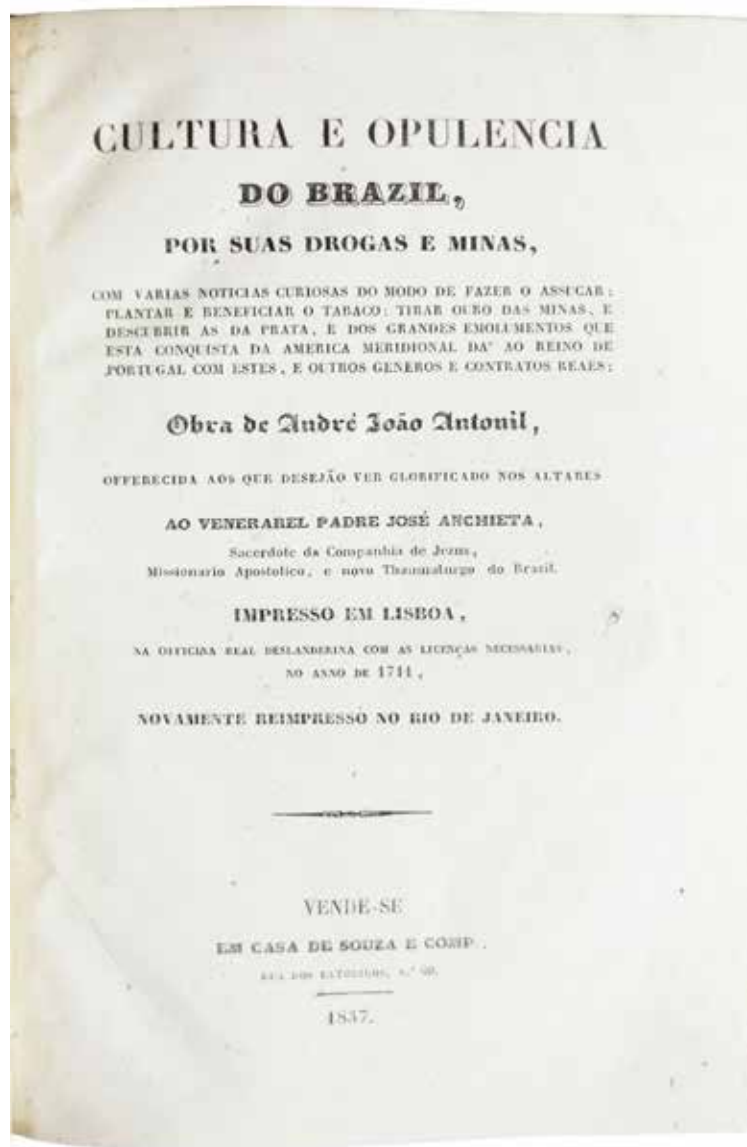 CULTURA E OPULENCIA
DO BRAZIL,
POR SUAS DROGAS E MINAS,
COM VARIAS NOTICIAS CURIOSAS DO MODO DE FAZER O ASSUCAR;
PLANTAR E BENEFICIAR O TABACO; TIRAR OURO DAS MINAS, E
DESCUBRIR AS DA PRATA, E DOS GRANDES EMOLUMENTOS QUE
ESTA CONQUISTA DA AMERICA MERIDIONAL DA' AO REINO DE
PORTUGAL COM ESTES, E OUTROS GENEROS E CONTRATOS REAES;
Obra de André João Antonil,
OFFERECIDA AOS QUE DESEJÃO VER GLORIFICADO NOS ALTARES
AO VENERAREL PADRE JOSÉ ANCHIETA,
Sacerdote da Companhia de Jezus,
Missionario Apostolico, e novo Thaumaturgo do Brazil.
IMPRESSO EM LISBOA,
NA OFFICINA REAL DESLANDERINA COM AS LICENÇAS NECESSARIAS,
NO ANNO DE 1711,
NOVAMENTE REIMPRESSO NO RIO DE JANEIRO.
VENDE-SE
EM CASA DE SOUZA E COMP.
RUA DOS
1837.